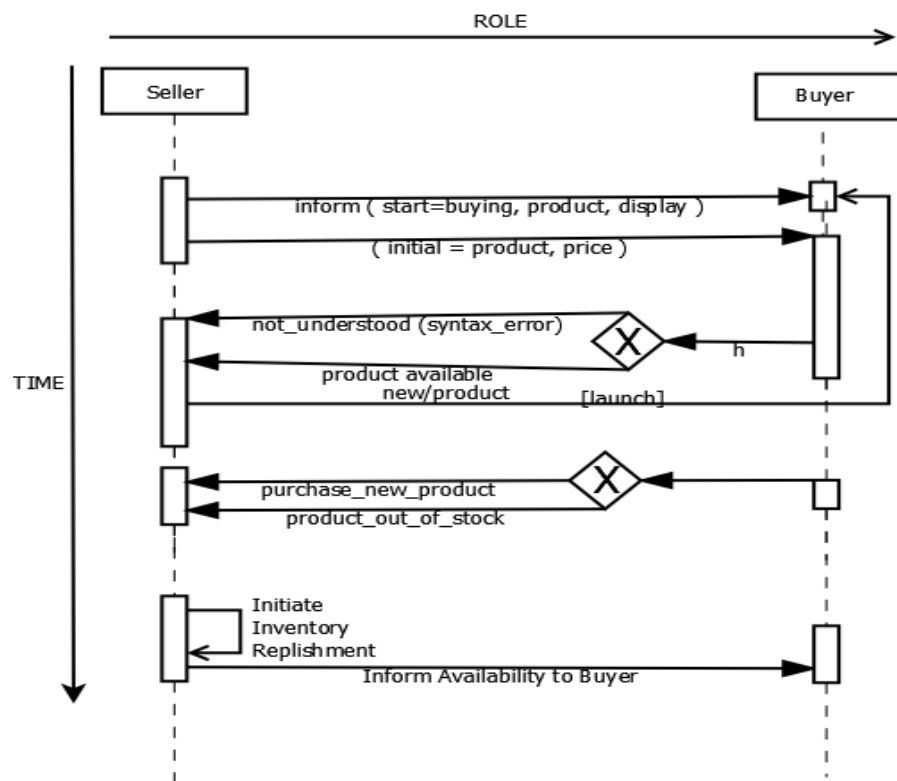 ROLE
Seller
Buyer
inform ( start=buying, product, display )
( initial = product, price )
not_understood (syntax_error)
X
h
product available
TIME
new/product
[launch]
X
purchase_new_product
product_out_of_stock
Initiate
Inventory
Replishment
Inform Availability to Buyer